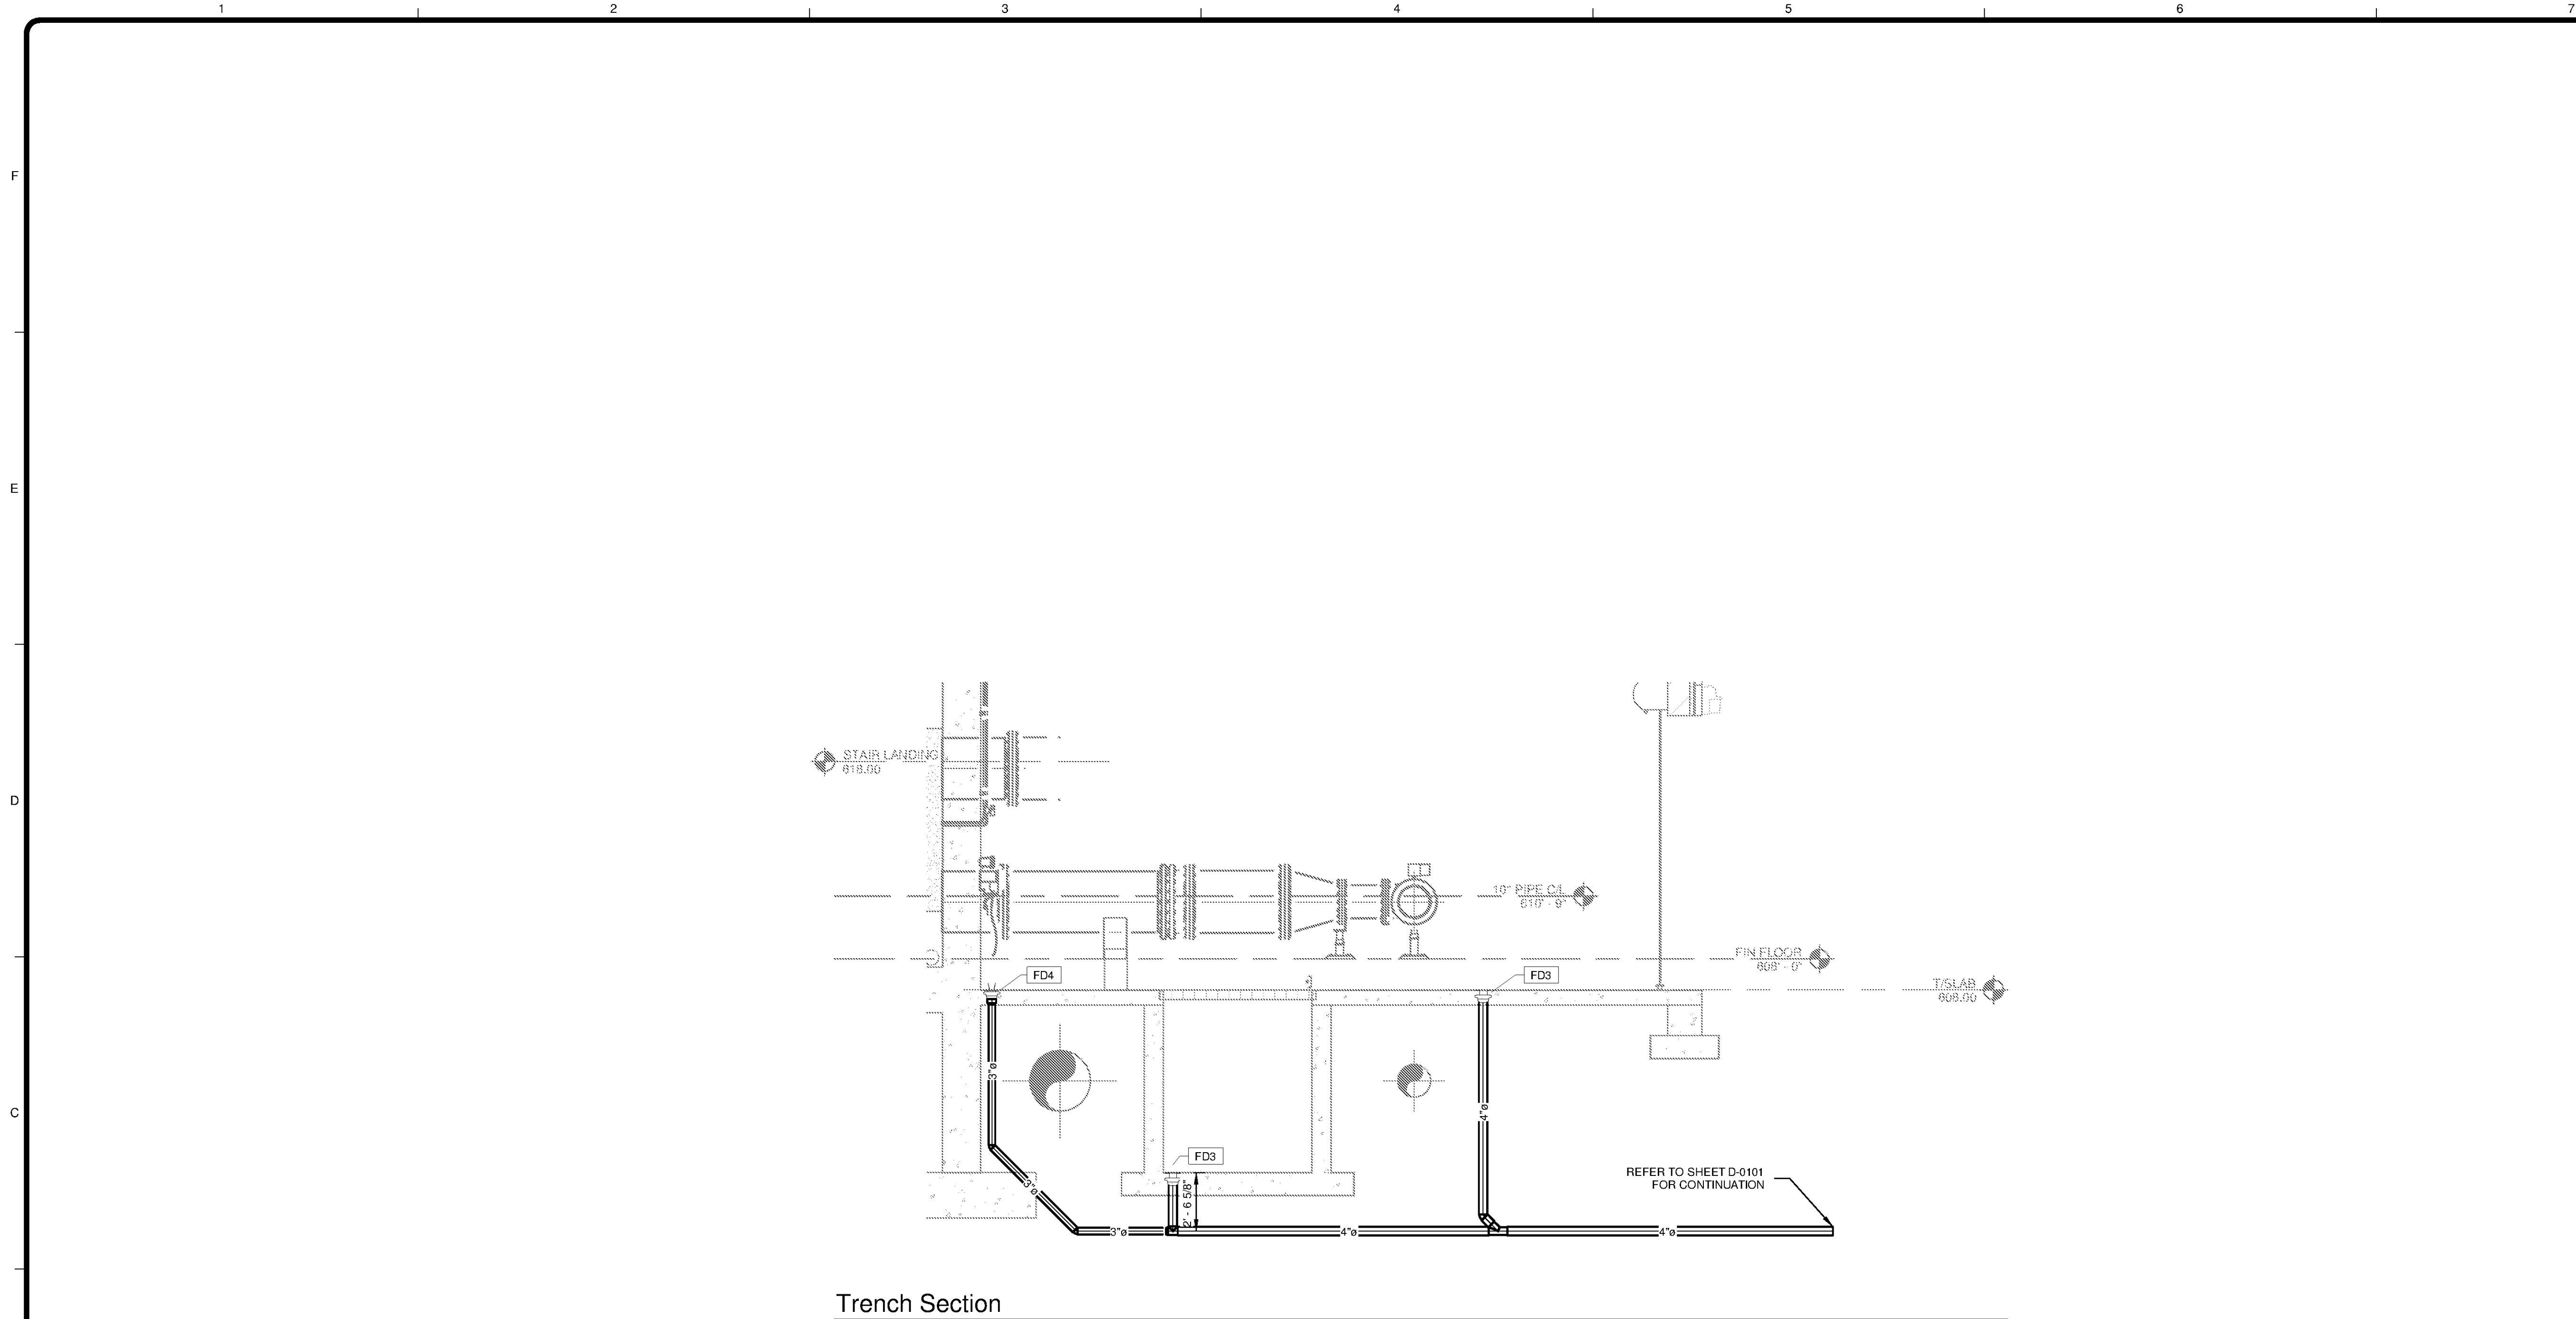 1 2 3 4 5 6 7
F
E
D
STAIR LANDING
618.00
10" PIPE C/L
610' - 9"
FIN FLOOR
608' - 0"
FD4
FD3
T/SLAB
606.00
3"ø
C
4"ø
FD3
3"ø
2' - 6 5/8"
REFER TO SHEET D-0101
FOR CONTINUATION
3"ø
4"ø
4"ø
Trench Section